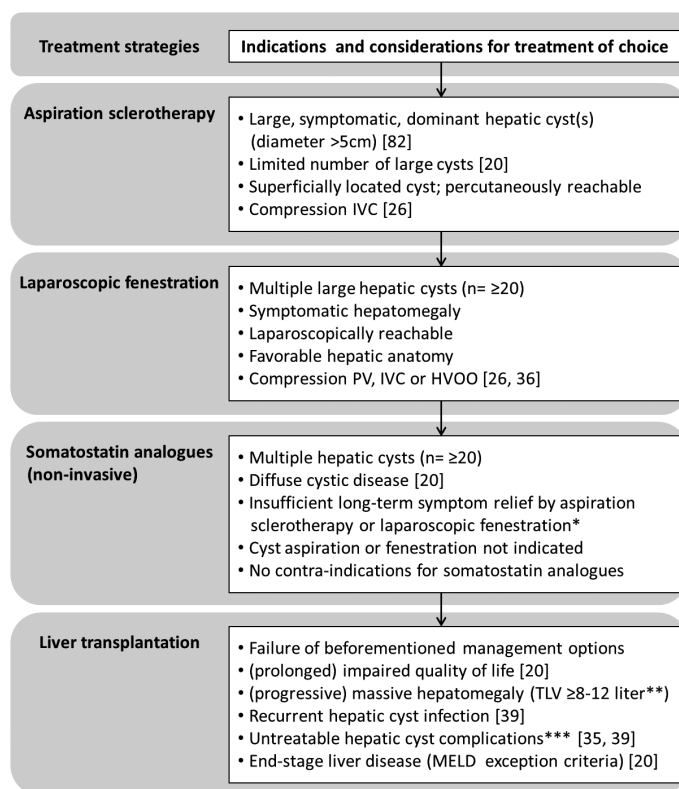 Treatment strategies
Indications and considerations for treatment of choice
Aspiration sclerotherapy
• Large, symptomatic, dominant hepatic cyst(s)
(diameter >5cm) [82]
• Limited number of large cysts [20]
• Superficially located cyst; percutaneously reachable
• Compression IVC [26]
Laparoscopic fenestration
• Multiple large hepatic cysts (n= ≥20)
• Symptomatic hepatomegaly
• Laparoscopically reachable
• Favorable hepatic anatomy
• Compression PV, IVC or HVOO [26, 36]
Somatostatin analogues
(non-invasive)
• Multiple hepatic cysts (n= ≥20)
• Diffuse cystic disease [20]
• Insufficient long-term symptom relief by aspiration
sclerotherapy or laparoscopic fenestration*
• Cyst aspiration or fenestration not indicated
• No contra-indications for somatostatin analogues
Liver transplantation
• Failure of beforementioned management options
• (prolonged) impaired quality of life [20]
• (progressive) massive hepatomegaly (TLV ≥8-12 liter**)
• Recurrent hepatic cyst infection [39]
• Untreatable hepatic cyst complications*** [35, 39]
• End-stage liver disease (MELD exception criteria) [20]